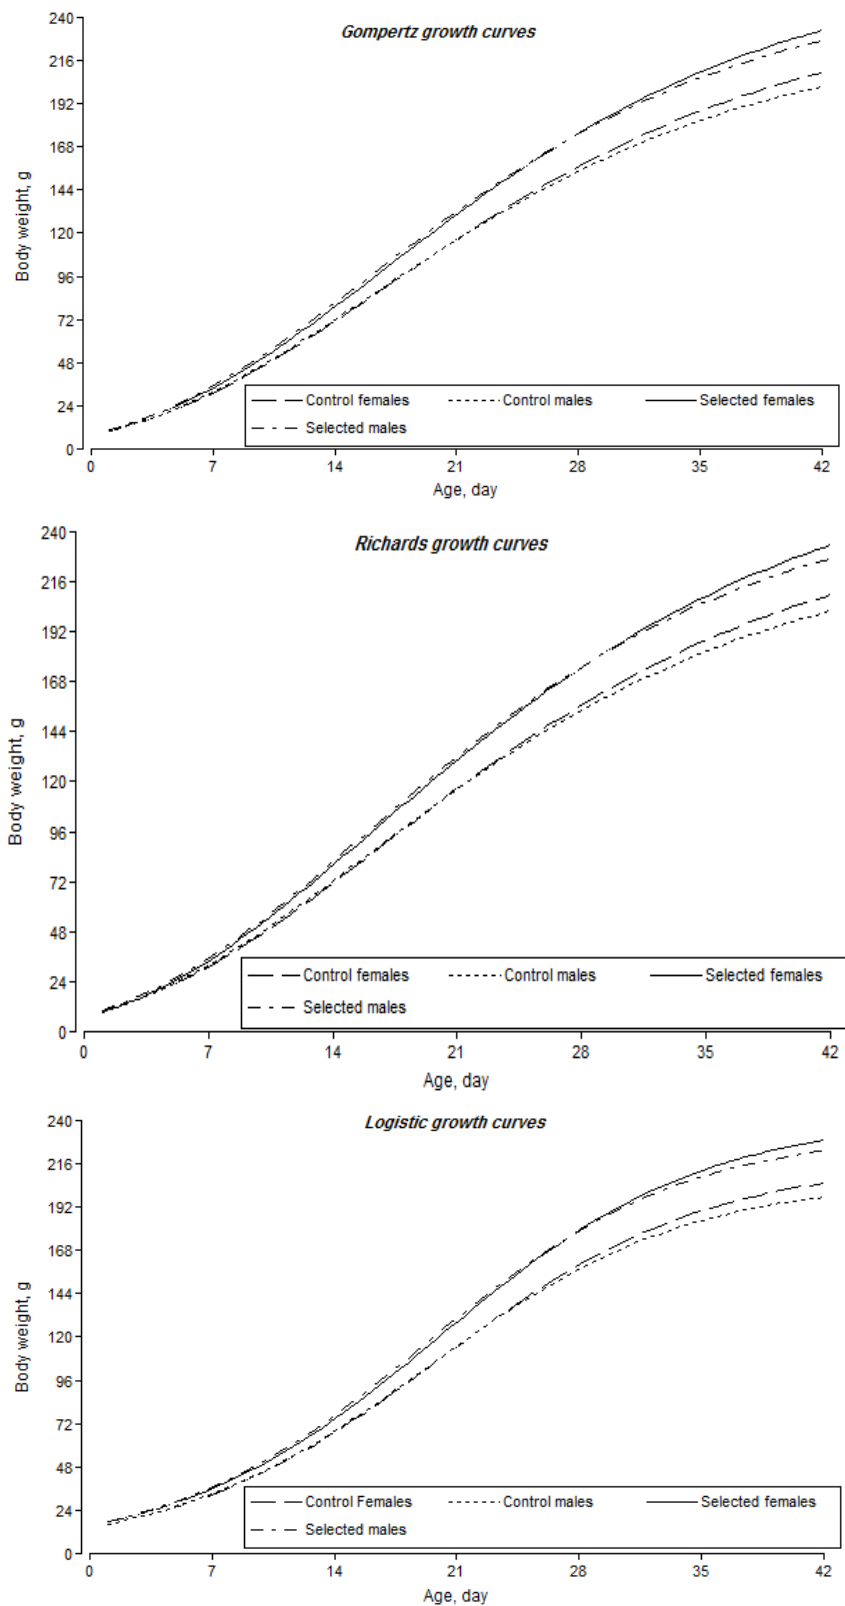 Gompertz growth curves
240
216
192
168
144
120
96
72
48
24
0
Body weight, g
Control females Control males Selected females
Selected males
0 7 14 21 28 35 42
Age, day
Richards growth curves
240
216
192
168
144
120
96
72
48
24
0
Body weight, g
Control females Control males Selected females
Selected males
0 7 14 21 28 35 42
Age, day
Logistic growth curves
240
216
192
168
144
120
96
72
48
24
0
Body weight, g
Control Females Control males Selected females
Selected males
0 7 14 21 28 35 42
Age, day